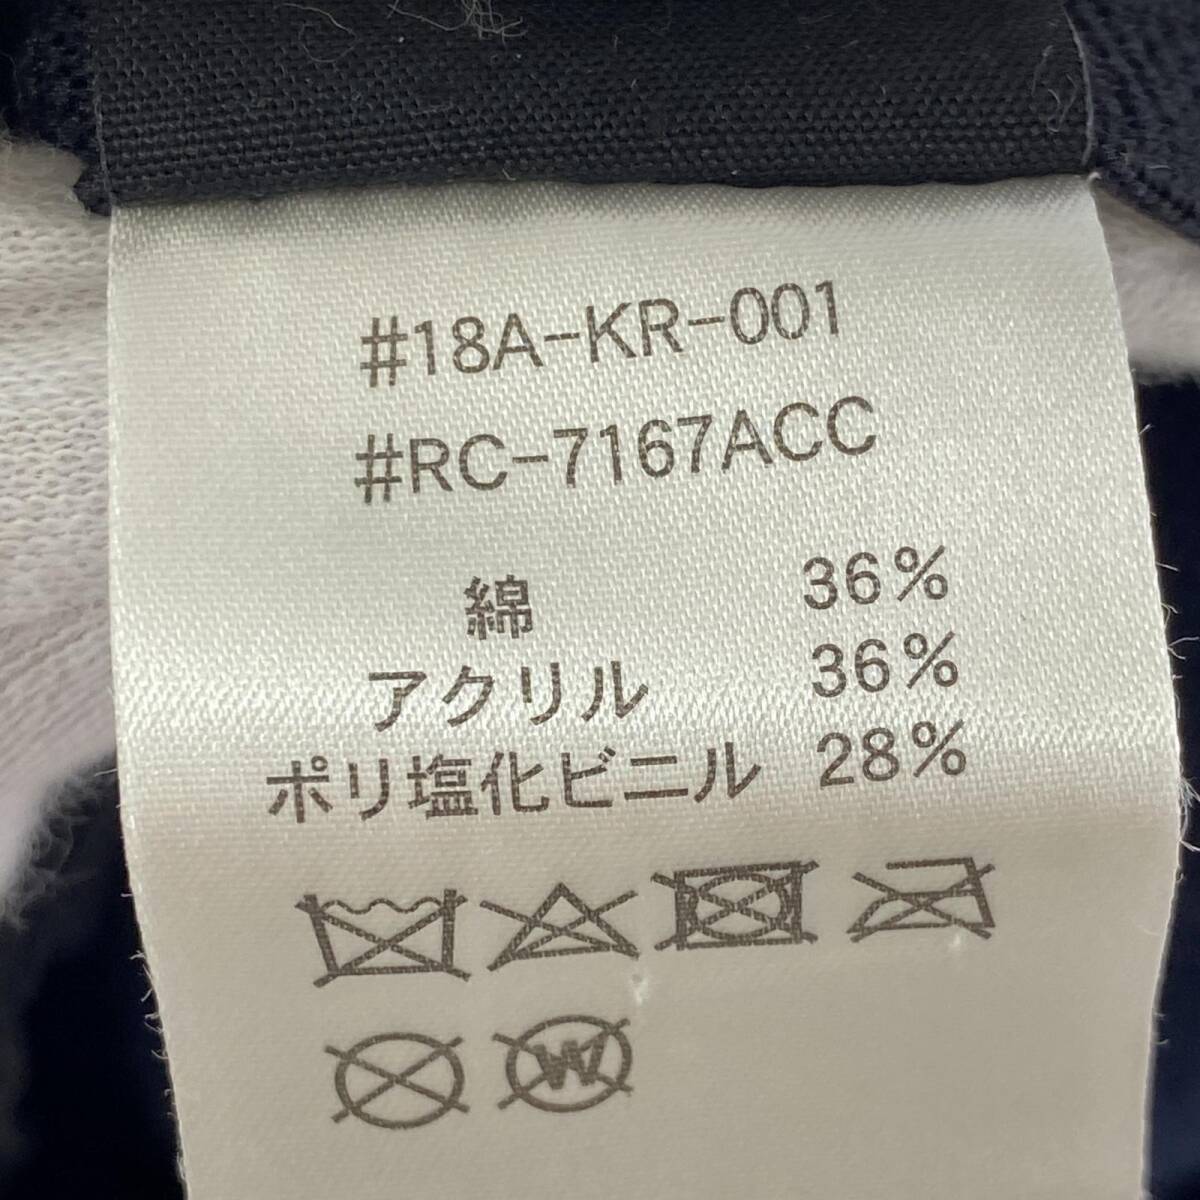 #18A-KR-001
#RC-7167ACC
綿 36%
アクリル 36%
ポリ塩化ビニル 28%
W